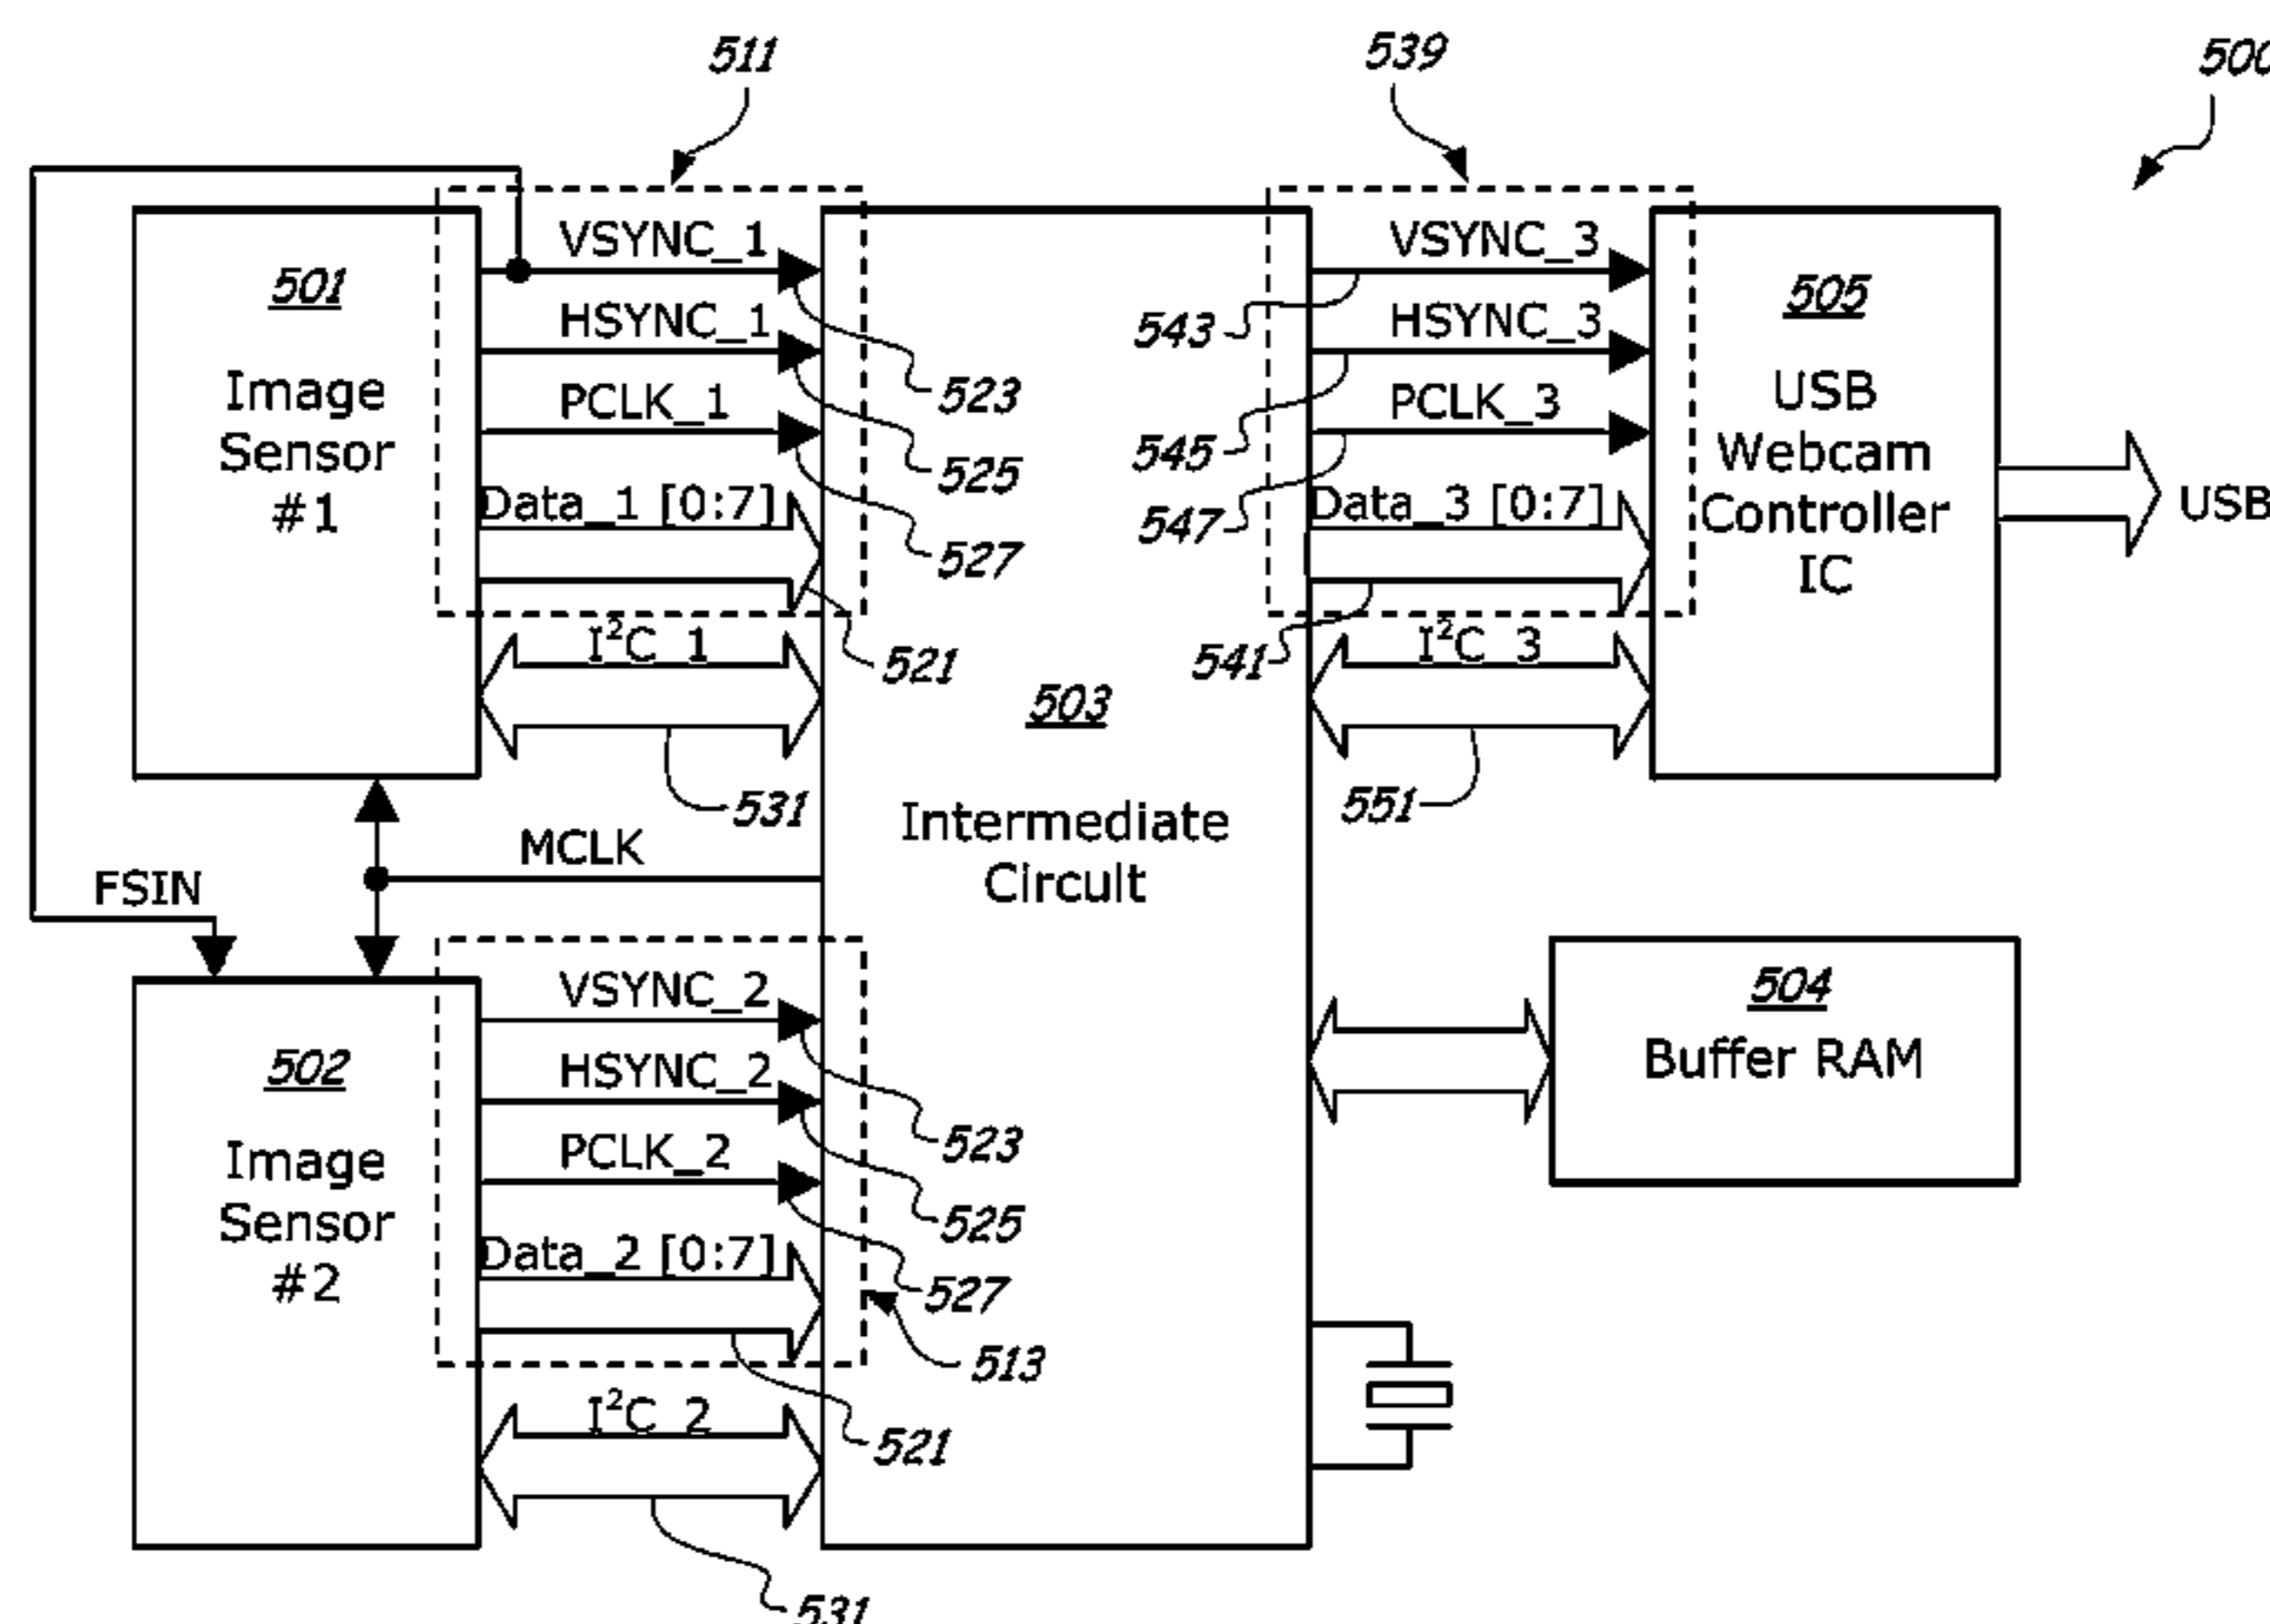 511
539
500
501
Image
Sensor
#1
VSYNC_1
HSYNC_1
PCLK_1
Data_1 [0:7]
I²C_1
523
525
527
521
531
503
Intermediate
Circuit
VSYNC_3
HSYNC_3
PCLK_3
Data_3 [0:7]
I²C_3
543
545
547
541
551
505
USB
Webcam
Controller
IC
USB
MCLK
FSIN
502
Image
Sensor
#2
VSYNC_2
HSYNC_2
PCLK_2
Data_2 [0:7]
I²C_2
523
525
527
513
521
531
504
Buffer RAM